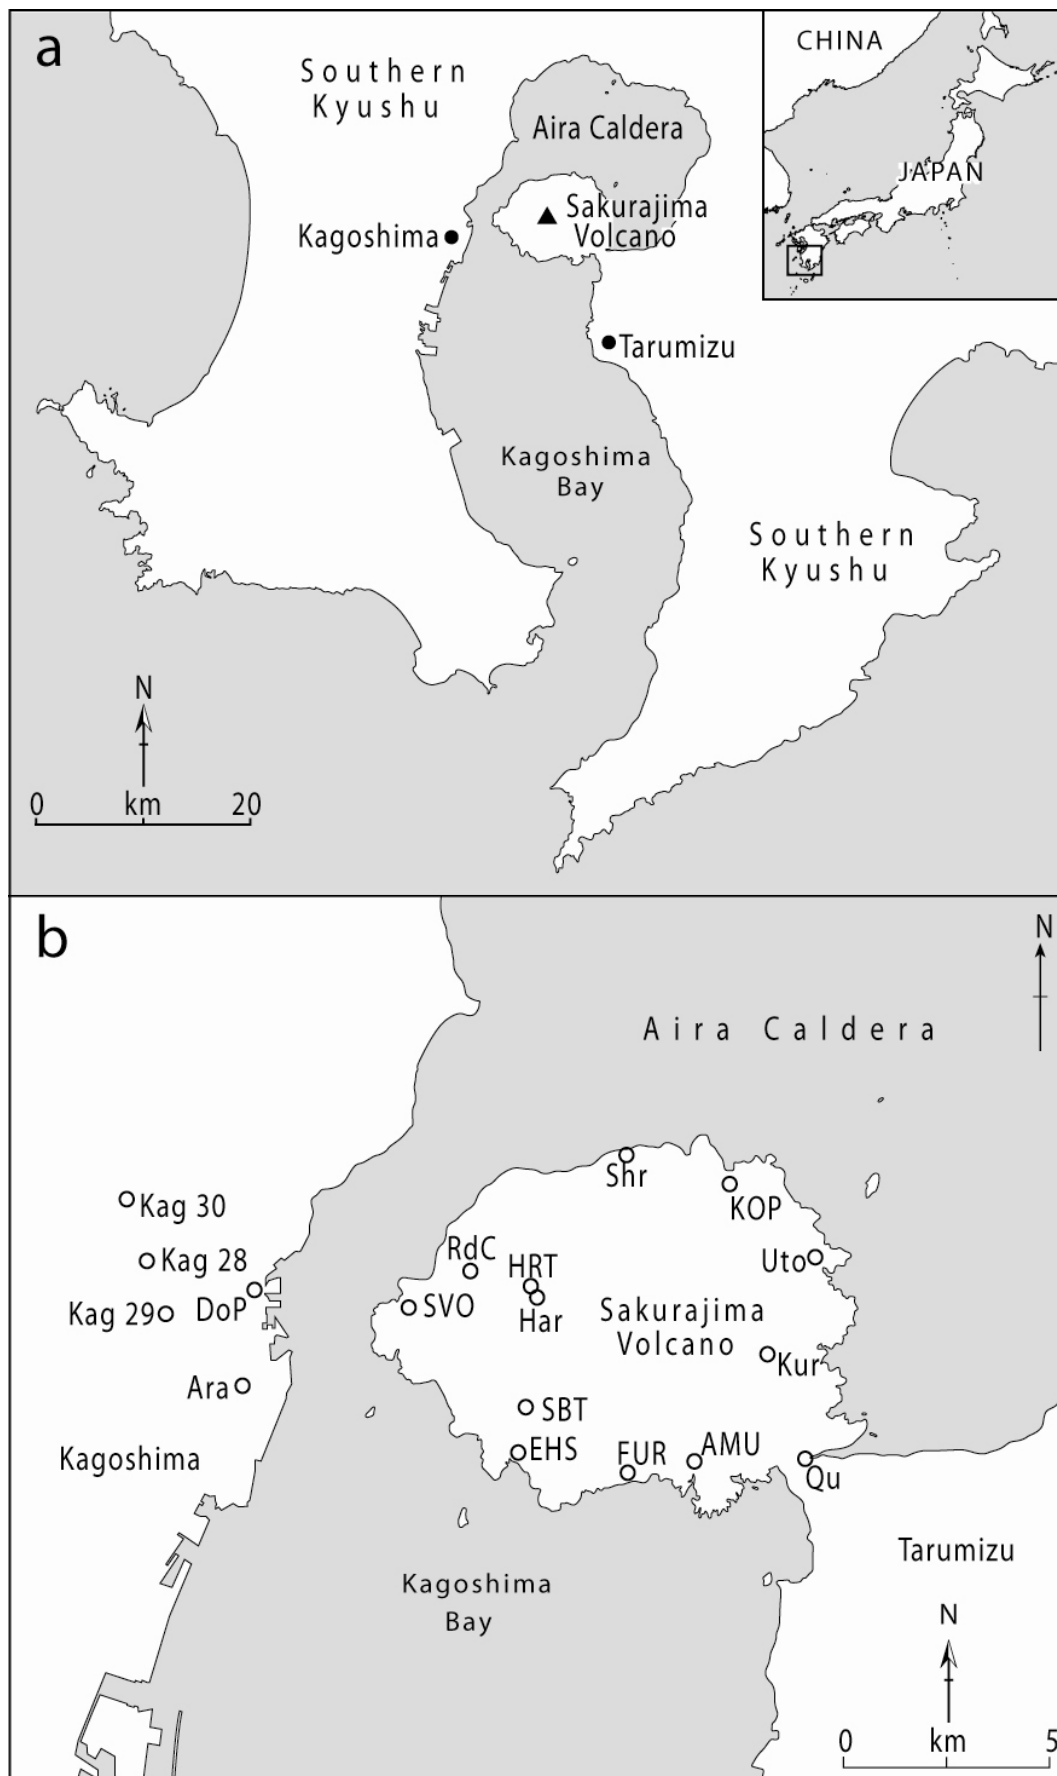 a
Southern
Kyushu
CHINA
JAPAN
Aira Caldera
Sakurajima
Volcano
Kagoshima
Tarumizu
Kagoshima
Bay
Southern
Kyushu
N
0 km 20
b
N
Aira Caldera
Shr
KOP
Kag 30
Kag 28
RdC
HRT
Uto
Kag 29
DoP
SVO
Har
Sakurajima
Volcano
Kur
Ara
SBT
EHS
FUR
AMU
Qu
Kagoshima
Tarumizu
Kagoshima
Bay
N
0 km 5